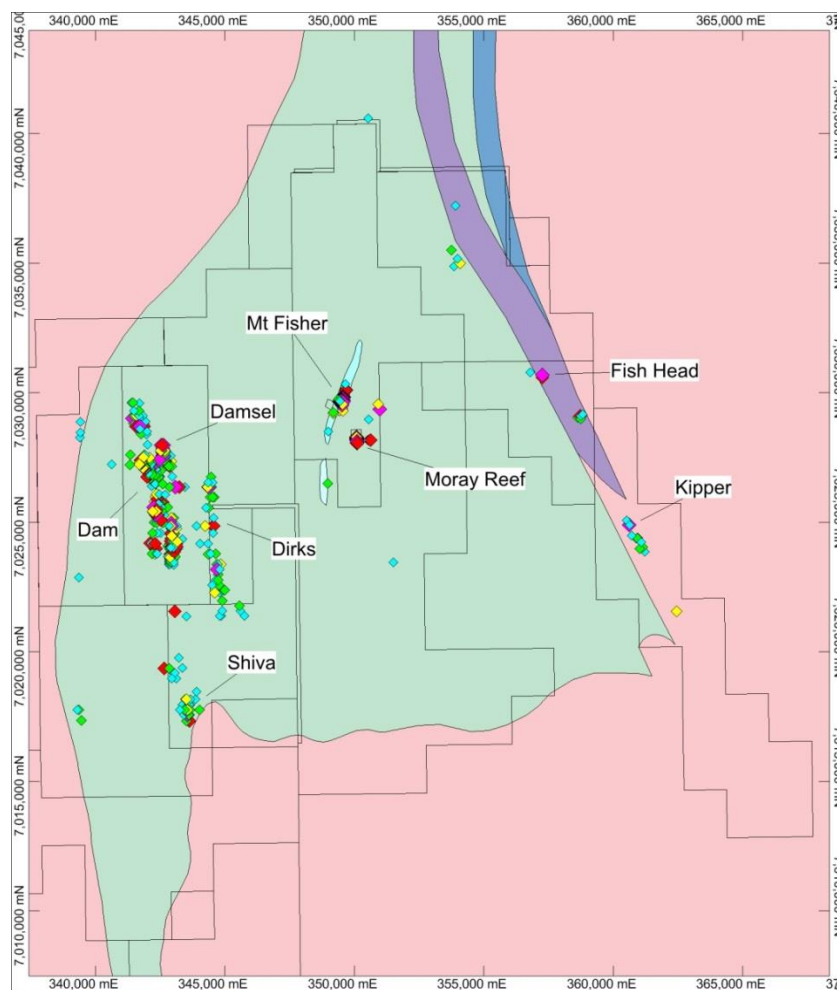 340,000 mE 345,000 mE 350,000 mE 355,000 mE 360,000 mE 365,000 mE
7,045,
7,040,000 mN
7,035,000 mN
Mt Fisher
Fish Head
7,030,000 mN
Damsel
Moray Reef
Kipper
Dam
Dirks
7,025,000 mN
7,020,000 mN
Shiva
7,015,000 mN
7,010,000 mN
340,000 mE 345,000 mE 350,000 mE 355,000 mE 360,000 mE 365,000 mE